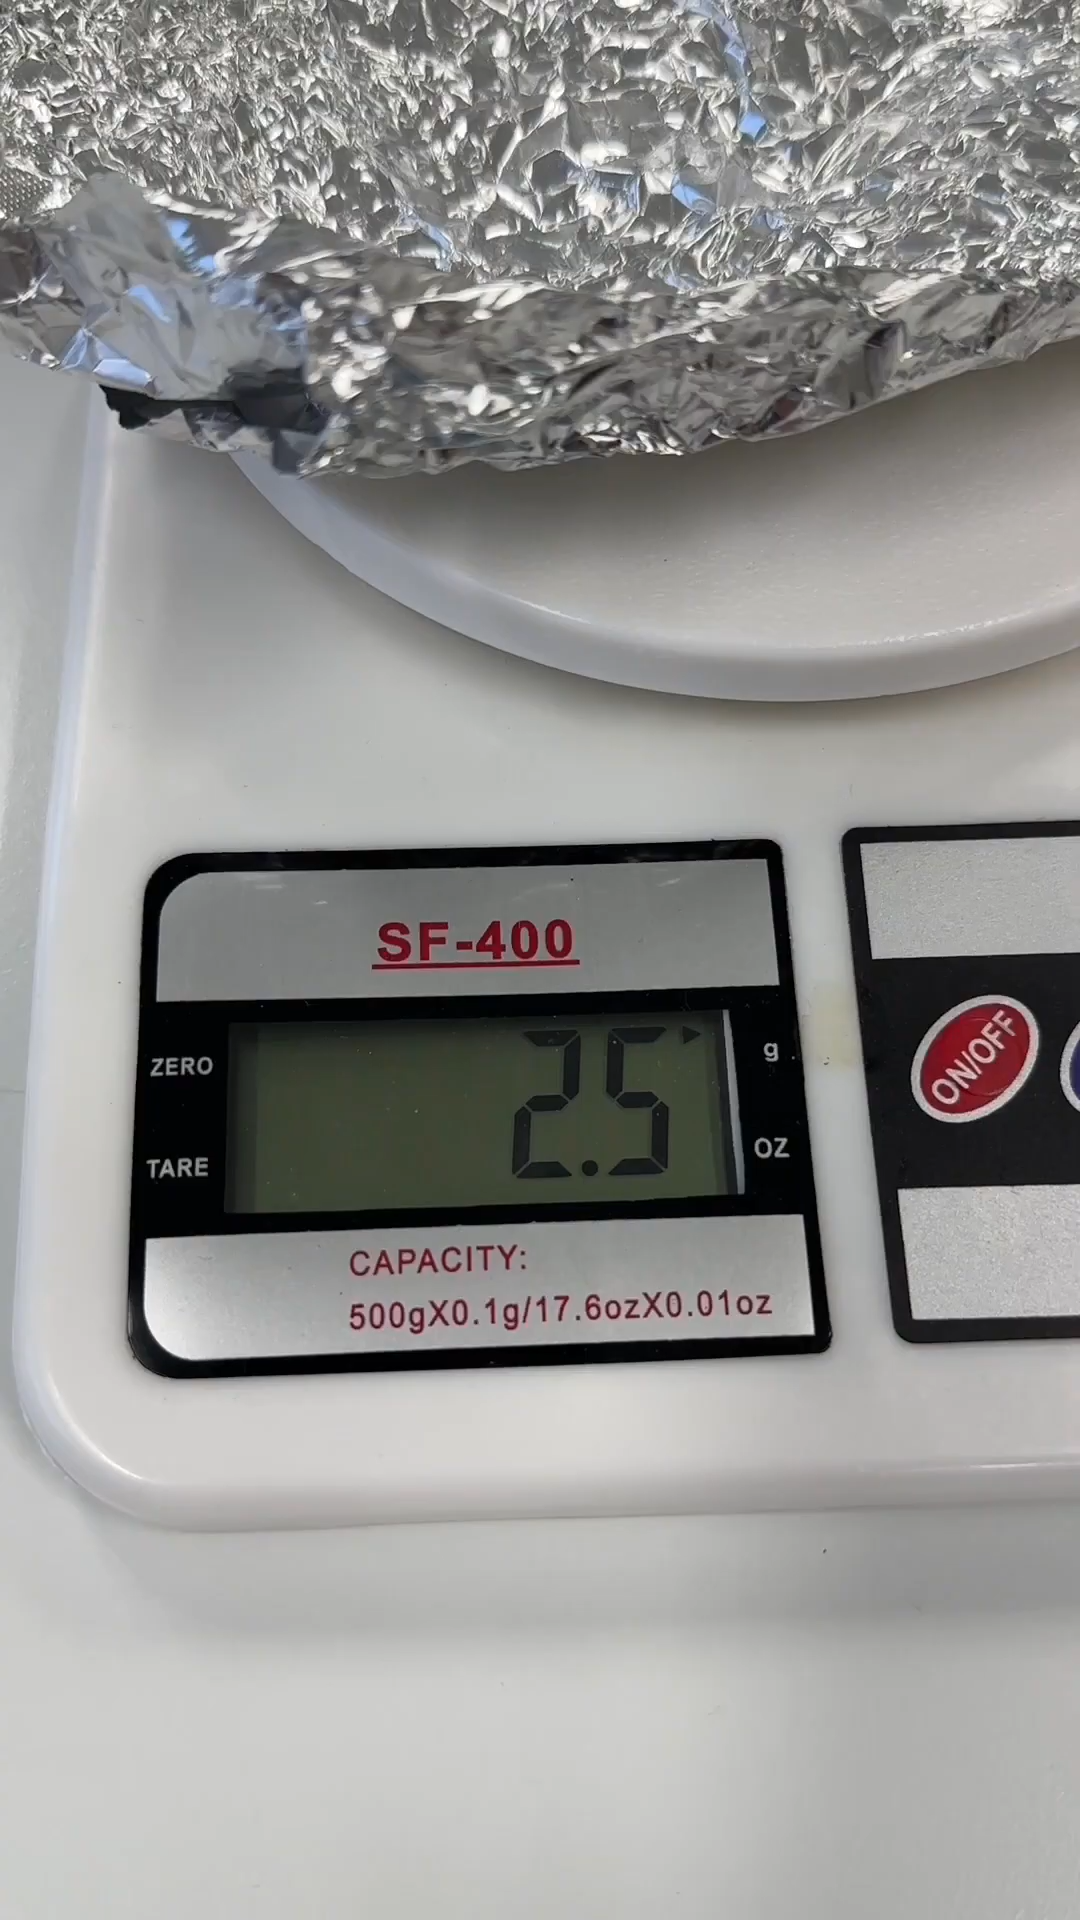 SF-400
ZERO
TARE
2.5
g
OZ
ON/OFF
CAPACITY:
500gX0.1g/17.6ozX0.01oz